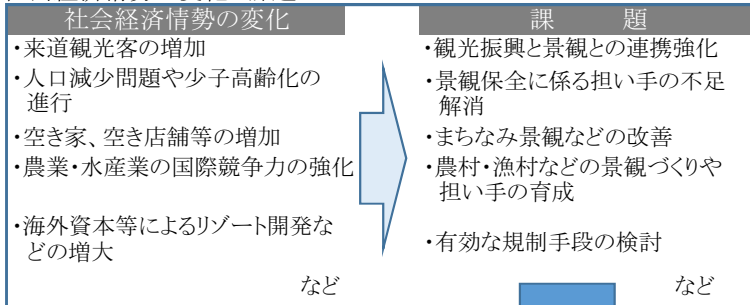 社会経済情勢の変化
・来道観光客の増加
・人口減少問題や少子高齢化の
進行
・空き家、空き店舗等の増加
・農業・水産業の国際競争力の強化
・海外資本等によるリゾート開発な
どの増大
など
課　　題
・観光振興と景観との連携強化
・景観保全に係る担い手の不足
解消
・まちなみ景観などの改善
・農村・漁村などの景観づくりや
担い手の育成
・有効な規制手段の検討
など